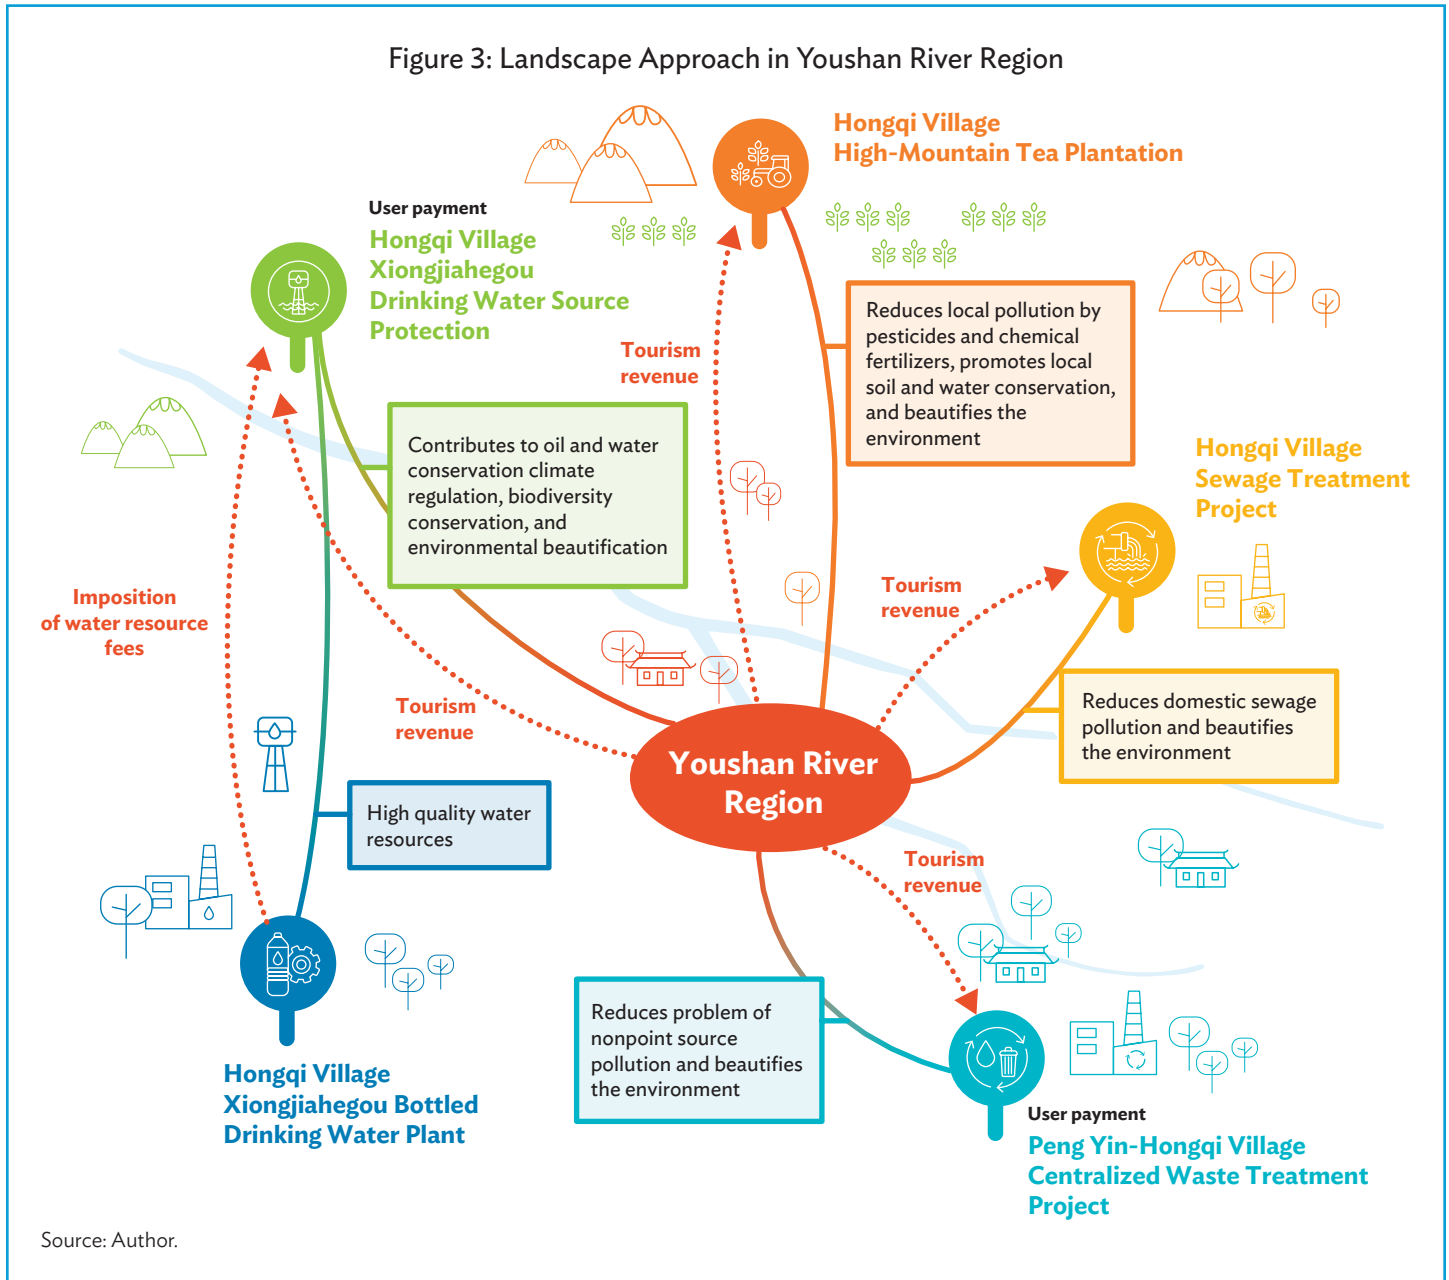 Figure 3: Landscape Approach in Youshan River Region
Hongqi Village
High-Mountain Tea Plantation
User payment
Hongqi Village
Xiongjiahegou
Drinking Water Source
Protection
Tourism
revenue
Reduces local pollution by
pesticides and chemical
fertilizers, promotes local
soil and water conservation,
and beautifies the
environment
Contributes to oil and water
conservation climate
regulation, biodiversity
conservation, and
environmental beautification
Hongqi Village
Sewage Treatment
Project
Imposition
of water resource
fees
Tourism
revenue
Tourism
revenue
Reduces domestic sewage
pollution and beautifies
the environment
Youshan River
Region
High quality water
resources
Tourism
revenue
Reduces problem of
nonpoint source
pollution and beautifies
the environment
Hongqi Village
Xiongjiahegou Bottled
Drinking Water Plant
User payment
Peng Yin-Hongqi Village
Centralized Waste Treatment
Project
Source: Author.